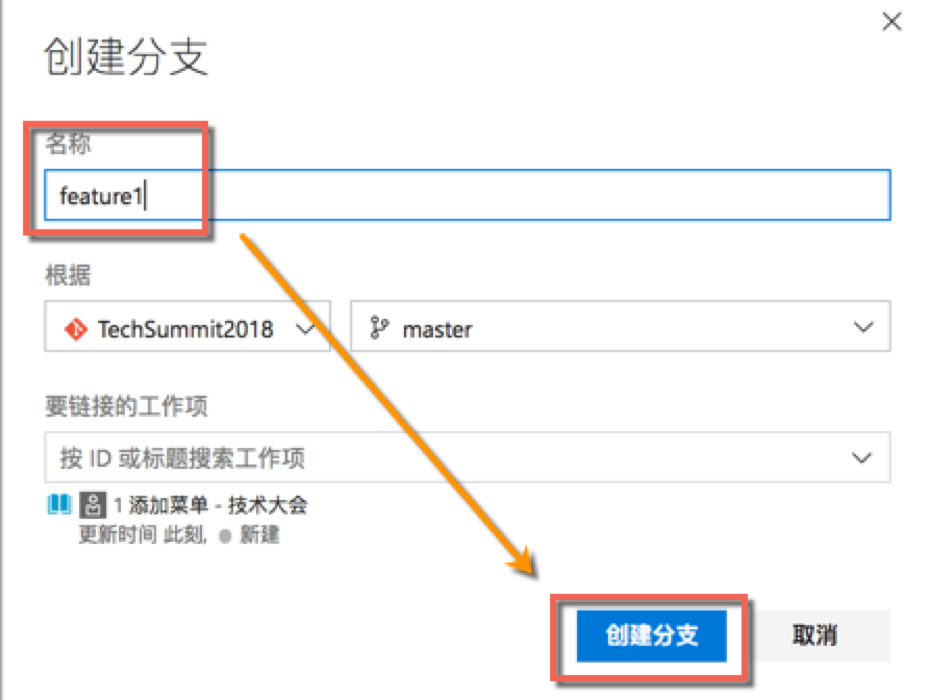 创建分支
名称
feature1
根据
TechSummit2018
master
要链接的工作项
按 ID 或标题搜索工作项
1 添加菜单 - 技术大会
更新时间 此刻, 新建
创建分支
取消